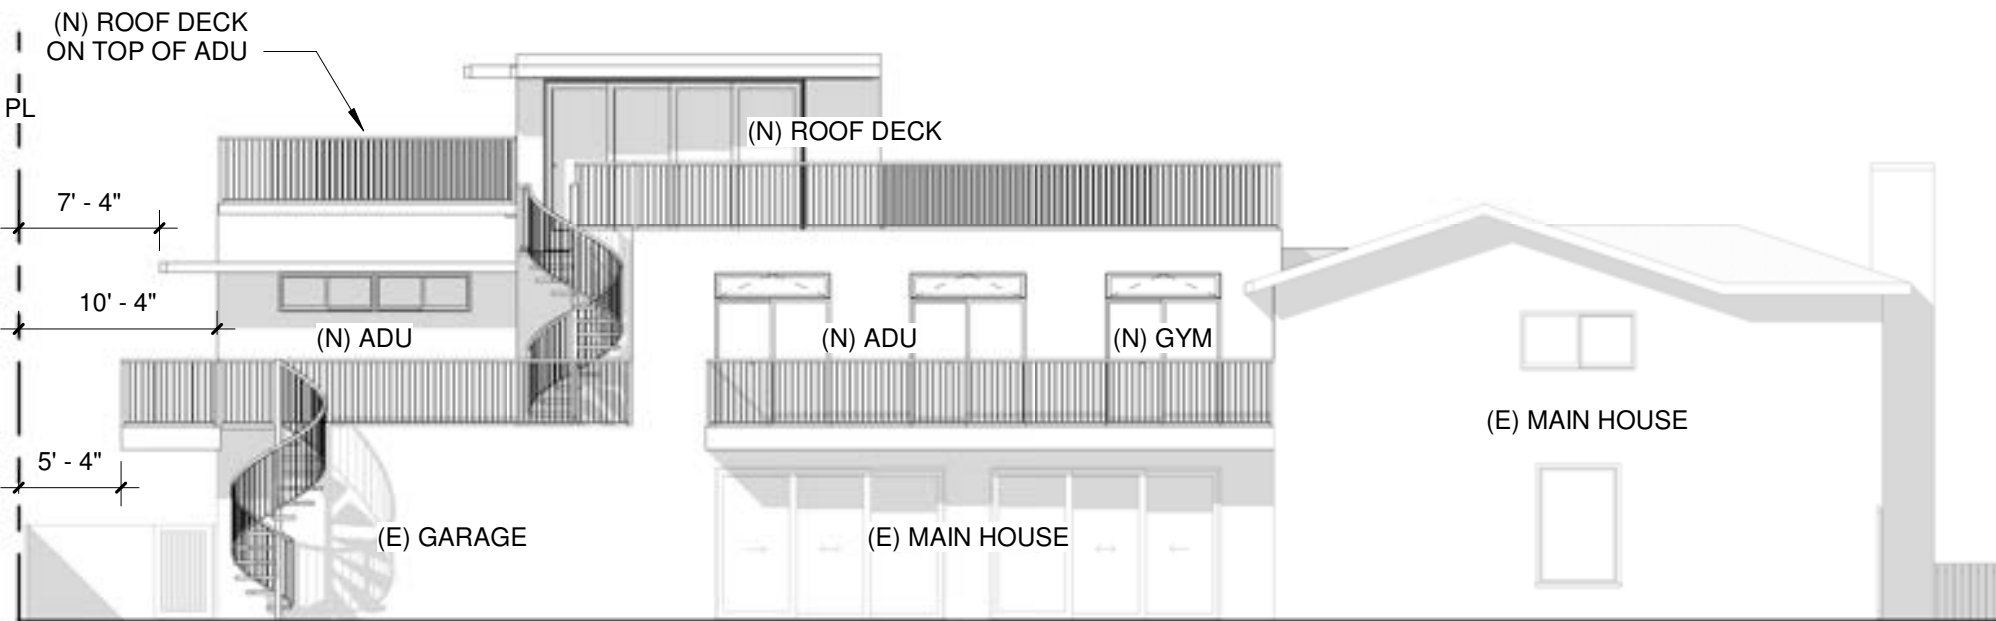 (N) ROOF DECK
ON TOP OF ADU
PL
(N) ROOF DECK
7' - 4"
10' - 4"
(N) ADU
(N) ADU
(N) GYM
(E) MAIN HOUSE
5' - 4"
(E) GARAGE
(E) MAIN HOUSE